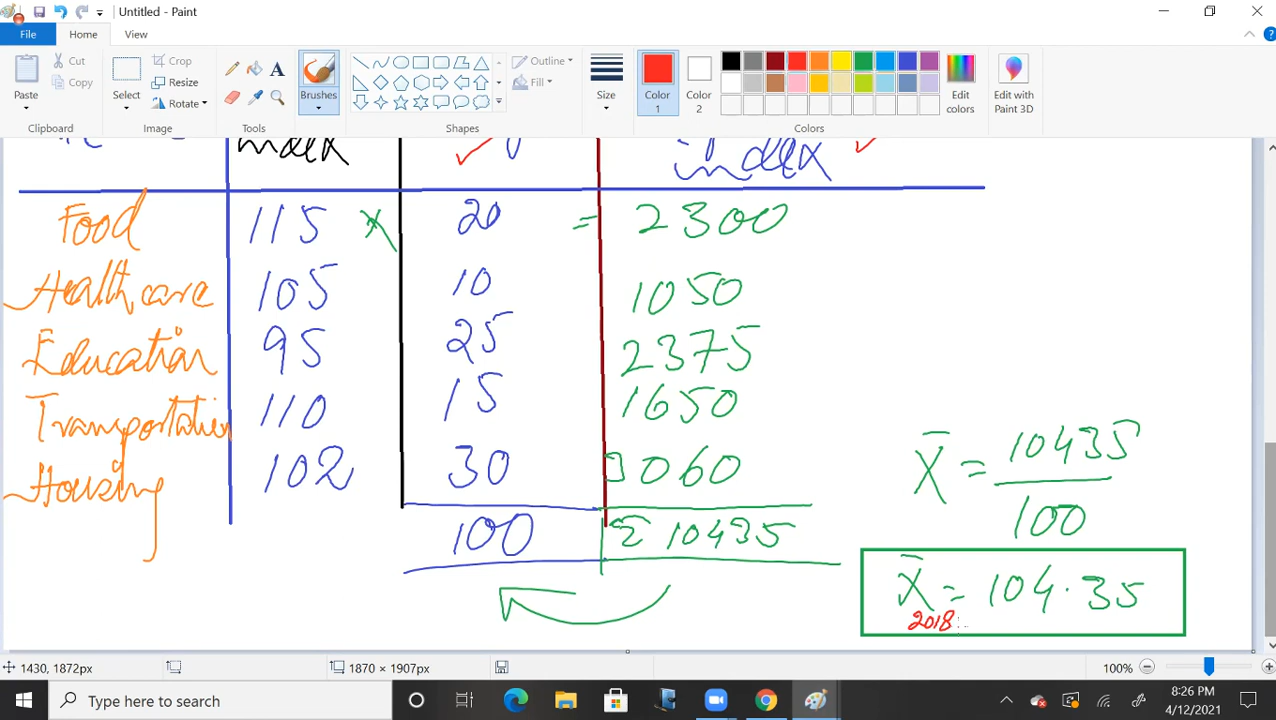 Untitled - Paint
File Home View
Cut
Copy
Paste
Clipboard
Select
Crop
Resize
Rotate
Image
Tools
Brushes
Outline
Fill
Shapes
Size
Color 1
Color 2
Edit colors
Edit with Paint 3D
Colors
index index
Food 115 × 20 = 2300
Healthcare 105 10 1050
Education 95 25 2375
Transportation 110 15 1650
Housing 102 30 3060
100 Σ 10435
X̄ = 10435
100
X̄ = 104.35
2018
1430, 1872px 1870 × 1907px 100%
Type here to search
8:26 PM
4/12/2021